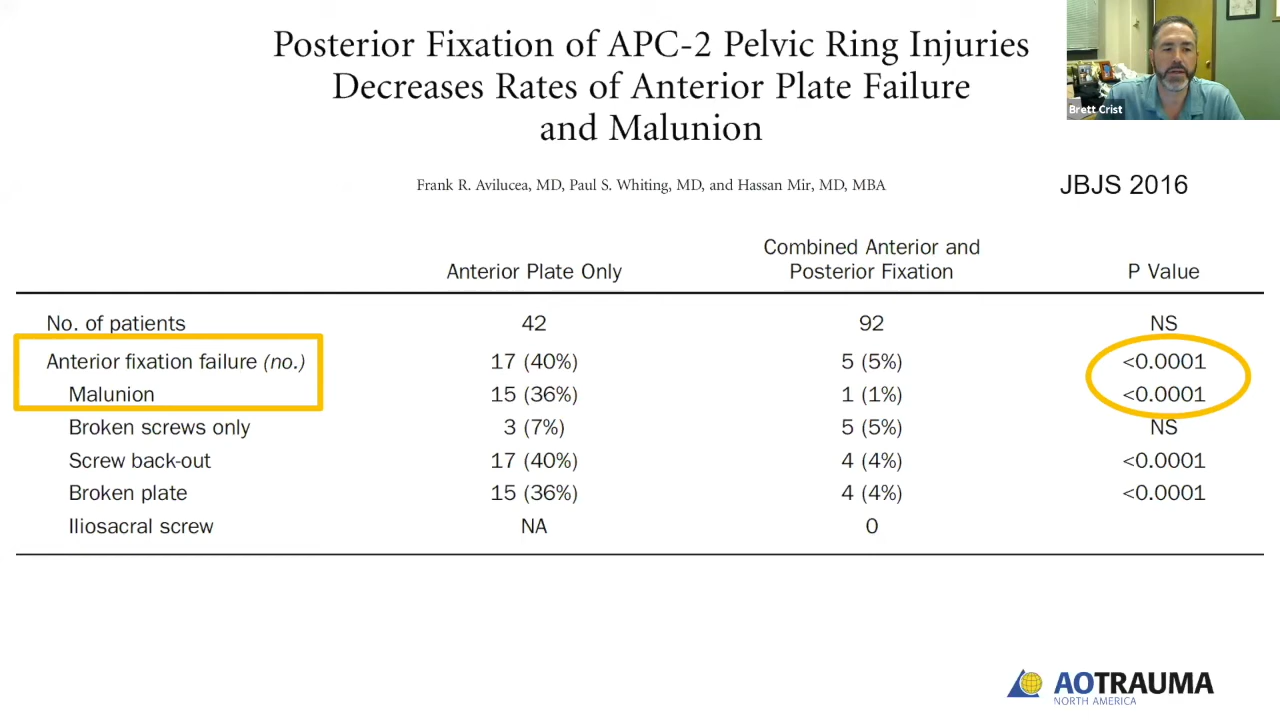 Posterior Fixation of APC-2 Pelvic Ring Injuries
Decreases Rates of Anterior Plate Failure
and Malunion
Brett Crist
Frank R. Avilucea, MD, Paul S. Whiting, MD, and Hassan Mir, MD, MBA
JBJS 2016
Anterior Plate Only Combined Anterior and Posterior Fixation P Value
No. of patients 42 92 NS
Anterior fixation failure (no.) 17 (40%) 5 (5%) <0.0001
Malunion 15 (36%) 1 (1%) <0.0001
Broken screws only 3 (7%) 5 (5%) NS
Screw back-out 17 (40%) 4 (4%) <0.0001
Broken plate 15 (36%) 4 (4%) <0.0001
Iliosacral screw NA 0
AOTRAUMA
NORTH AMERICA